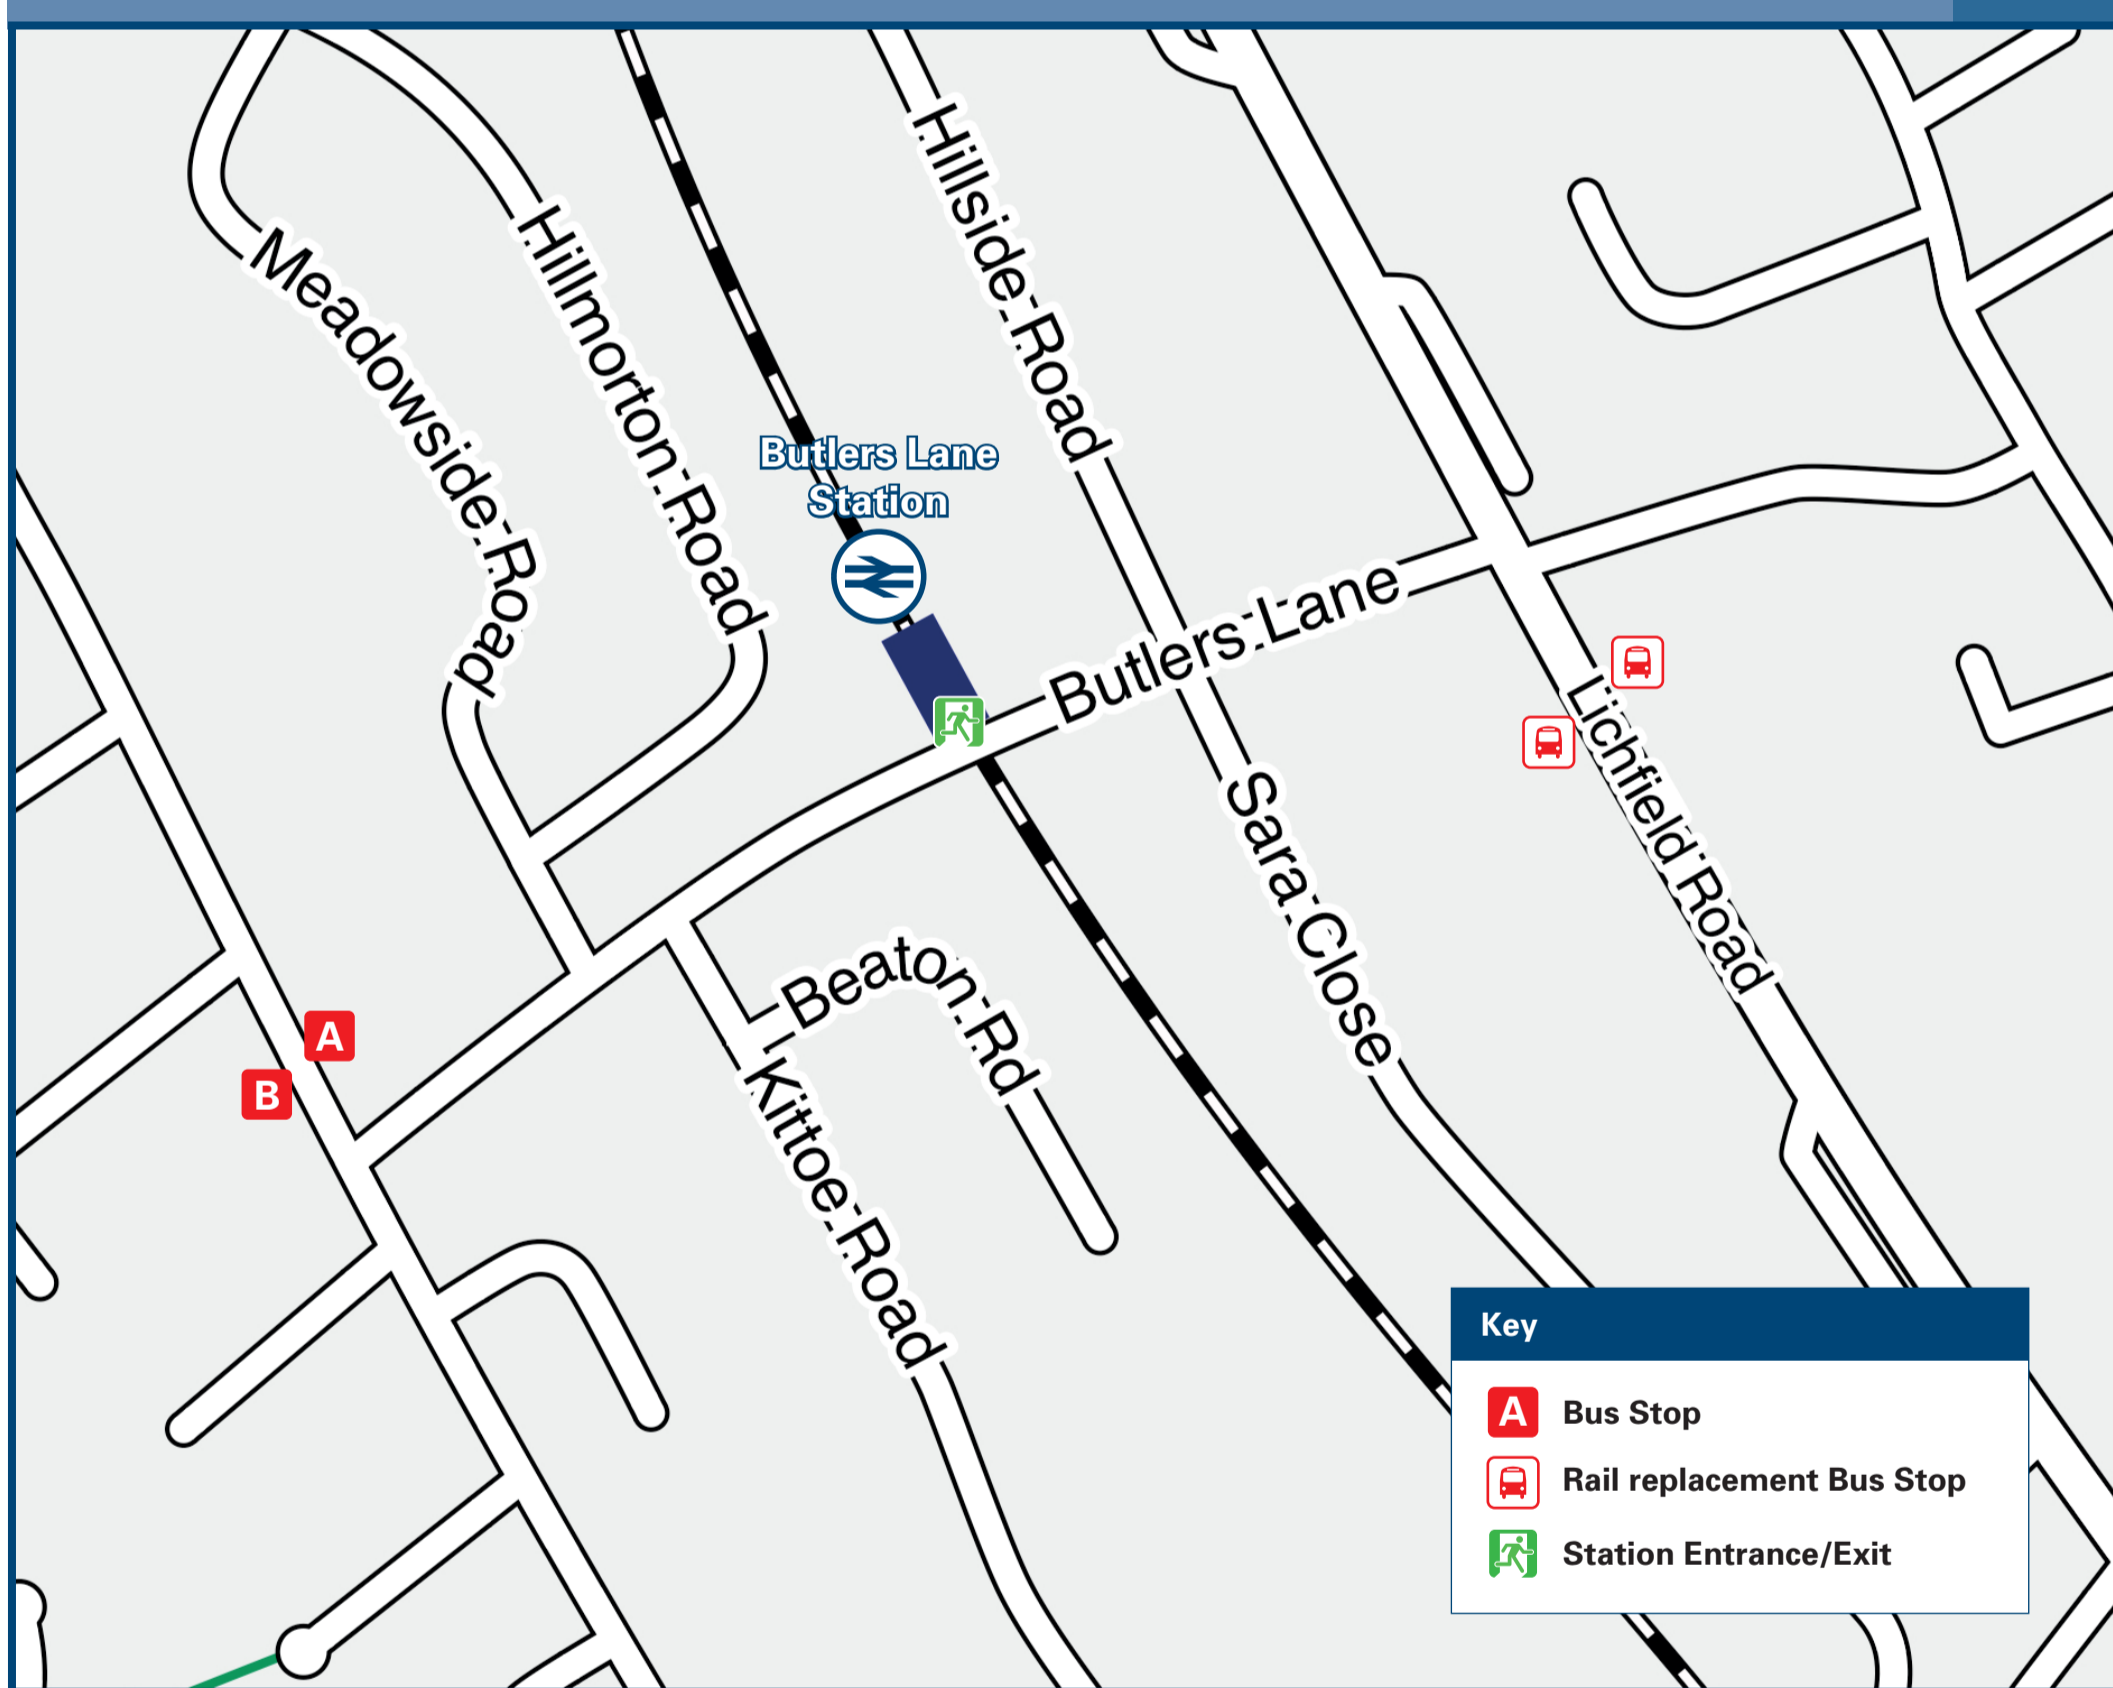 Hillside Road
Meadowside Road
Hillmorton Road
Butlers Lane
Station
Butlers Lane
Lichfield Road
Sara Close
Beaton Rd
Kittoe Road
A
B
Key
A Bus Stop
Rail replacement Bus Stop
Station Entrance/Exit